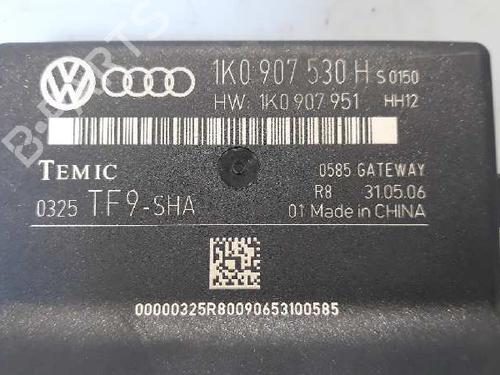 1K0 907 530 H S 0150
HW: 1K0 907 951 HH12
TEMIC 0585 GATEWAY
R8 31.05.06
0325 TF9-SHA 01 Made in CHINA
00000325R80090653100585